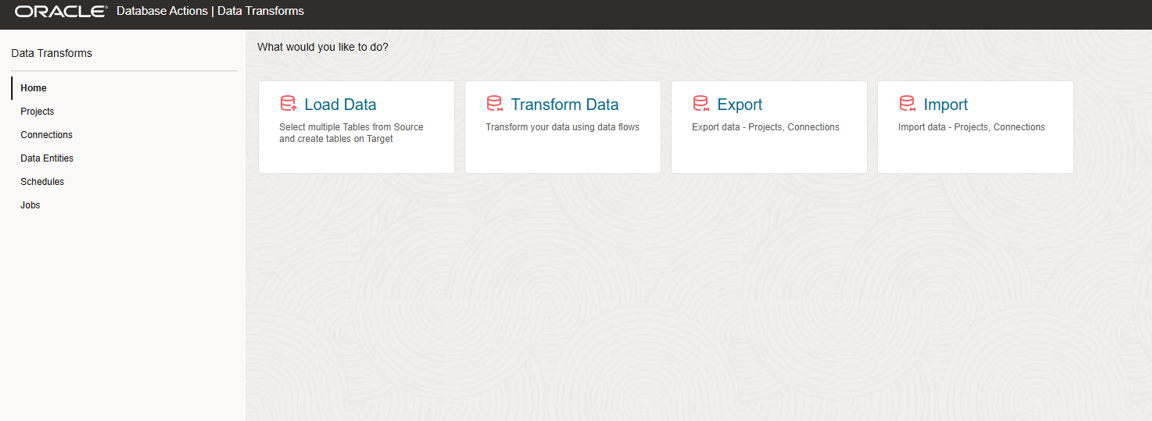 ORACLE Database Actions | Data Transforms
Data Transforms
Home
Projects
Connections
Data Entities
Schedules
Jobs
What would you like to do?
Load Data
Select multiple Tables from Source
and create tables on Target
Transform Data
Transform your data using data flows
Export
Export data - Projects, Connections
Import
Import data - Projects, Connections